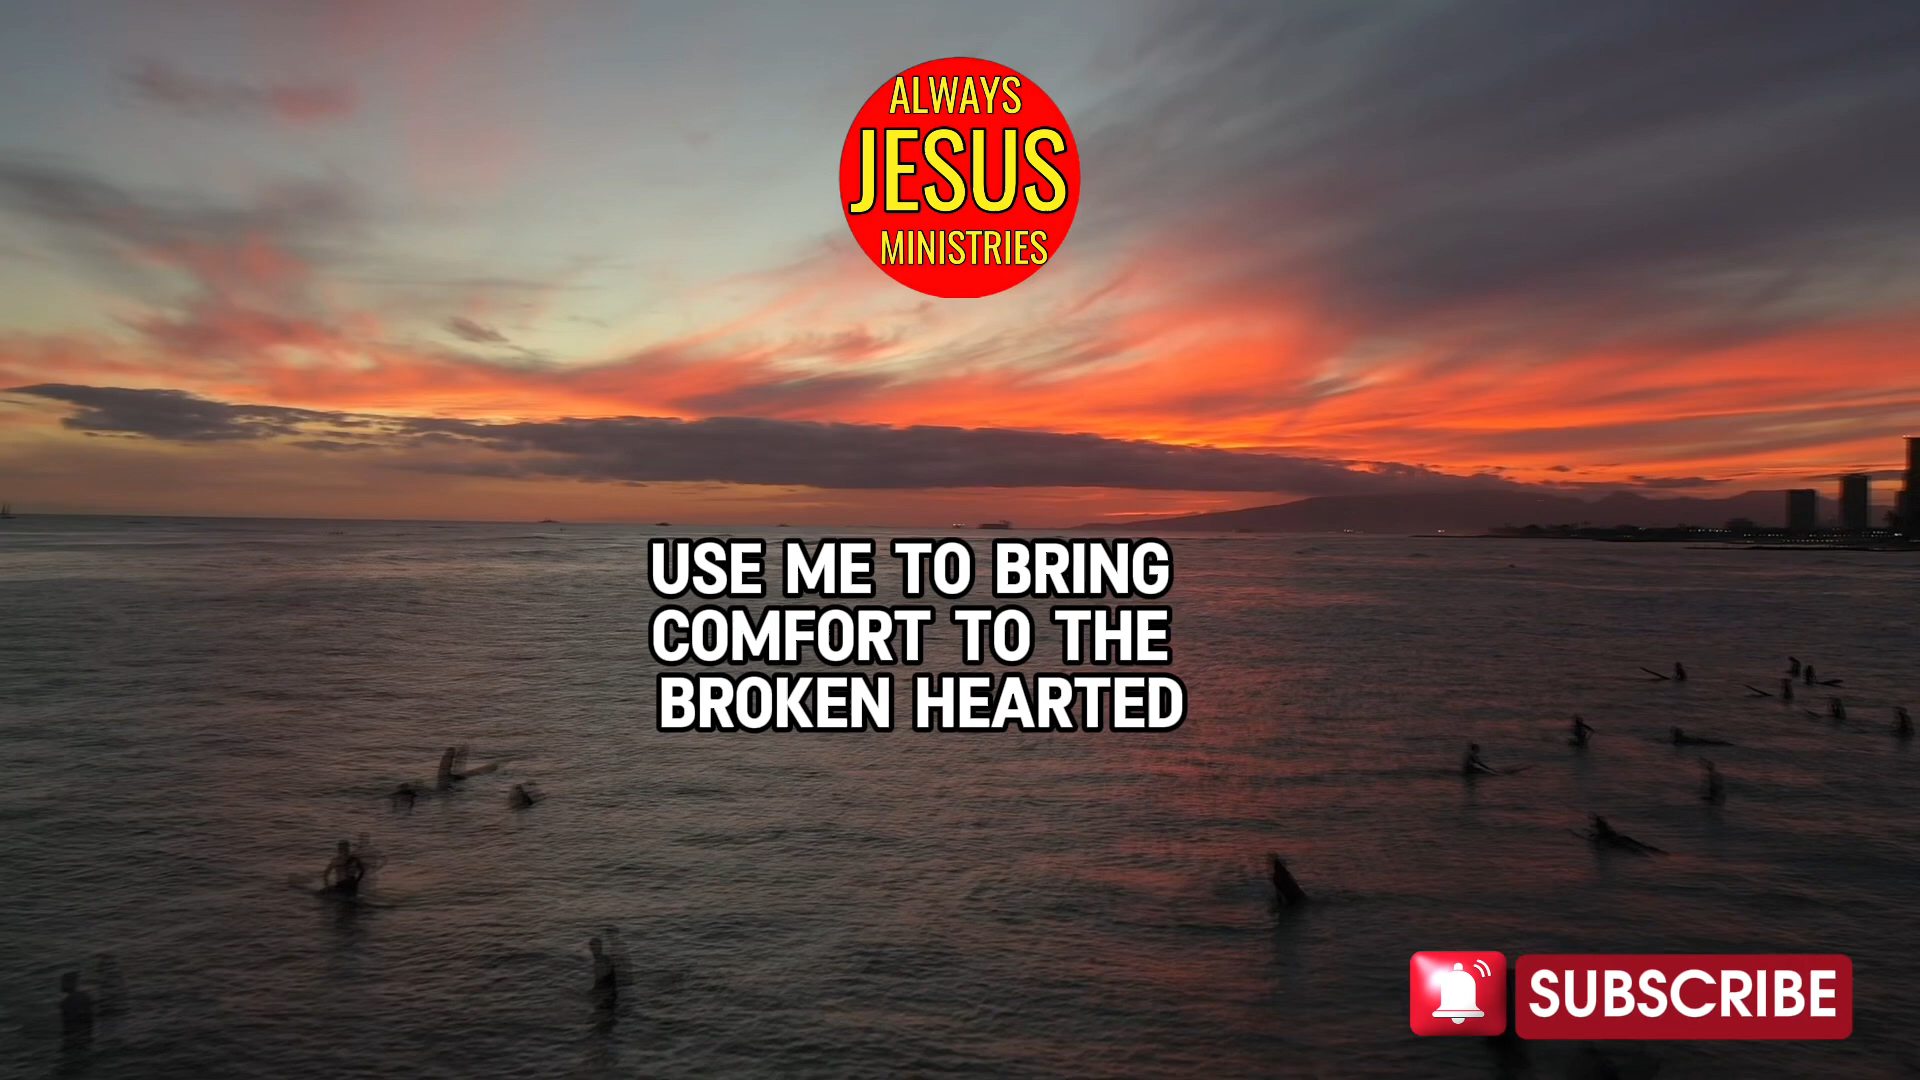 ALWAYS
JESUS
MINISTRIES
USE ME TO BRING
COMFORT TO THE
BROKEN HEARTED
SUBSCRIBE